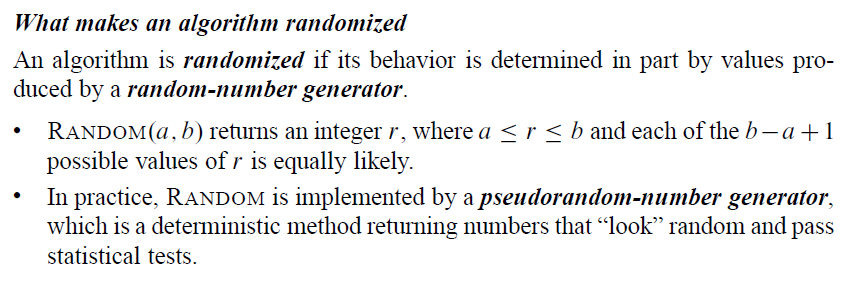 What makes an algorithm randomized
An algorithm is randomized if its behavior is determined in part by values pro-
duced by a random-number generator.
• RANDOM(a, b) returns an integer r, where a ≤ r ≤ b and each of the b − a + 1
possible values of r is equally likely.
• In practice, RANDOM is implemented by a pseudorandom-number generator,
which is a deterministic method returning numbers that “look” random and pass
statistical tests.